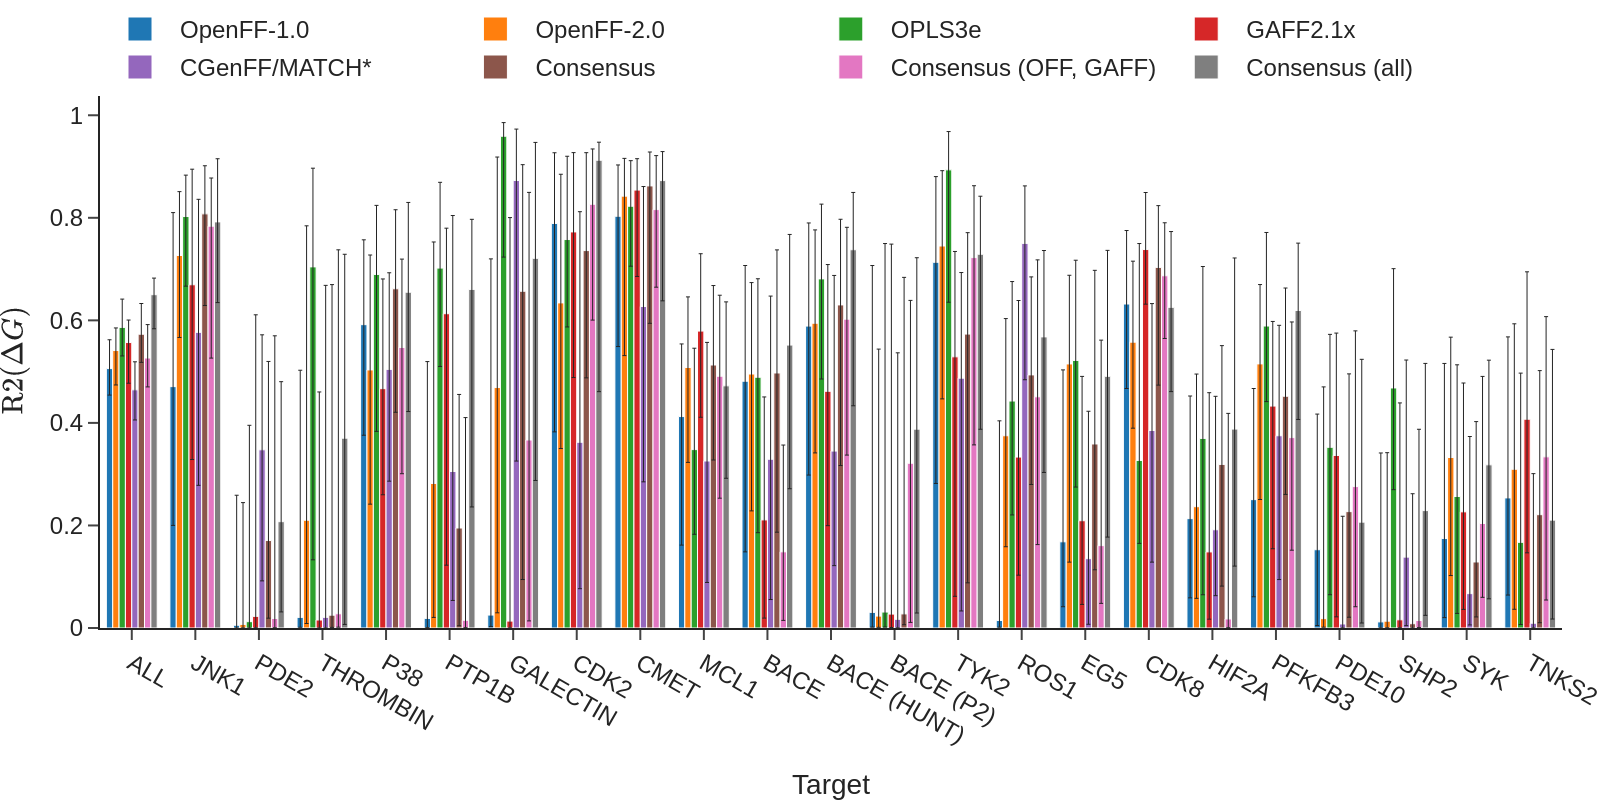 OpenFF-1.0 OpenFF-2.0 OPLS3e GAFF2.1x
CGenFF/MATCH* Consensus Consensus (OFF, GAFF) Consensus (all)
1
0.8
0.6
0.4
0.2
0
R2(ΔG)
ALL JNK1 PDE2 THROMBIN P38 PTP1B GALECTIN CDK2 CMET MCL1 BACE BACE (HUNT) BACE (P2) TYK2 ROS1 EG5 CDK8 HIF2A PFKFB3 PDE10 SHP2 SYK TNKS2
Target